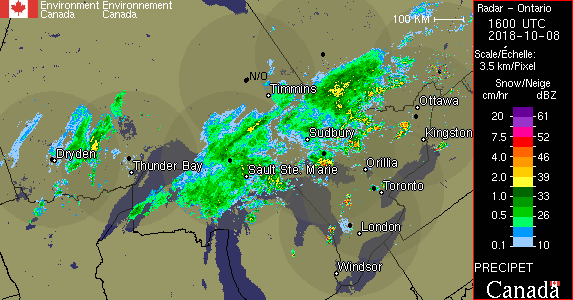 Environment Environnement
Canada Canada
Radar - Ontario
1600 UTC
2018-10-08
Scale/Échelle:
3.5 km/Pixel
Snow/Neige
cm/hr dBZ
20 61
7.5 52
4.0 46
2.0 39
1.0 33
0.5 26
0.1 10
PRECIPET
Canada
100 KM
N/O
Timmins
Ottawa
Sudbury
Kingston
Dryden
Thunder Bay
Sault Ste. Marie
Orillia
Toronto
London
Windsor